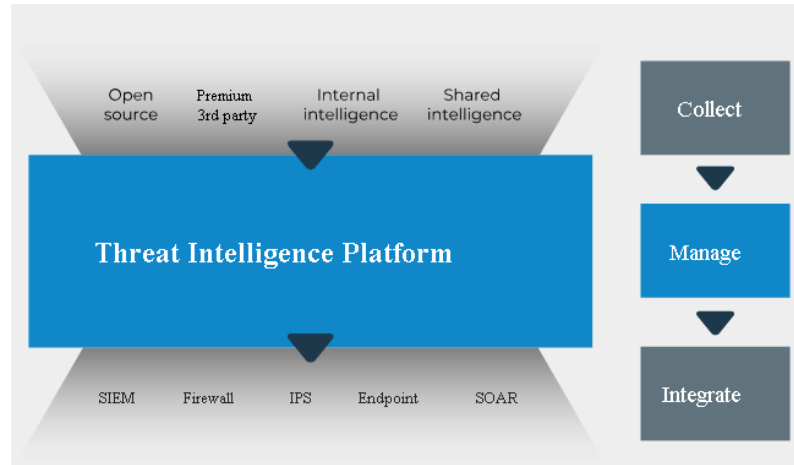 Open source
Premium 3rd party
Internal intelligence
Shared intelligence
Collect
Threat Intelligence Platform
Manage
SIEM
Firewall
IPS
Endpoint
SOAR
Integrate